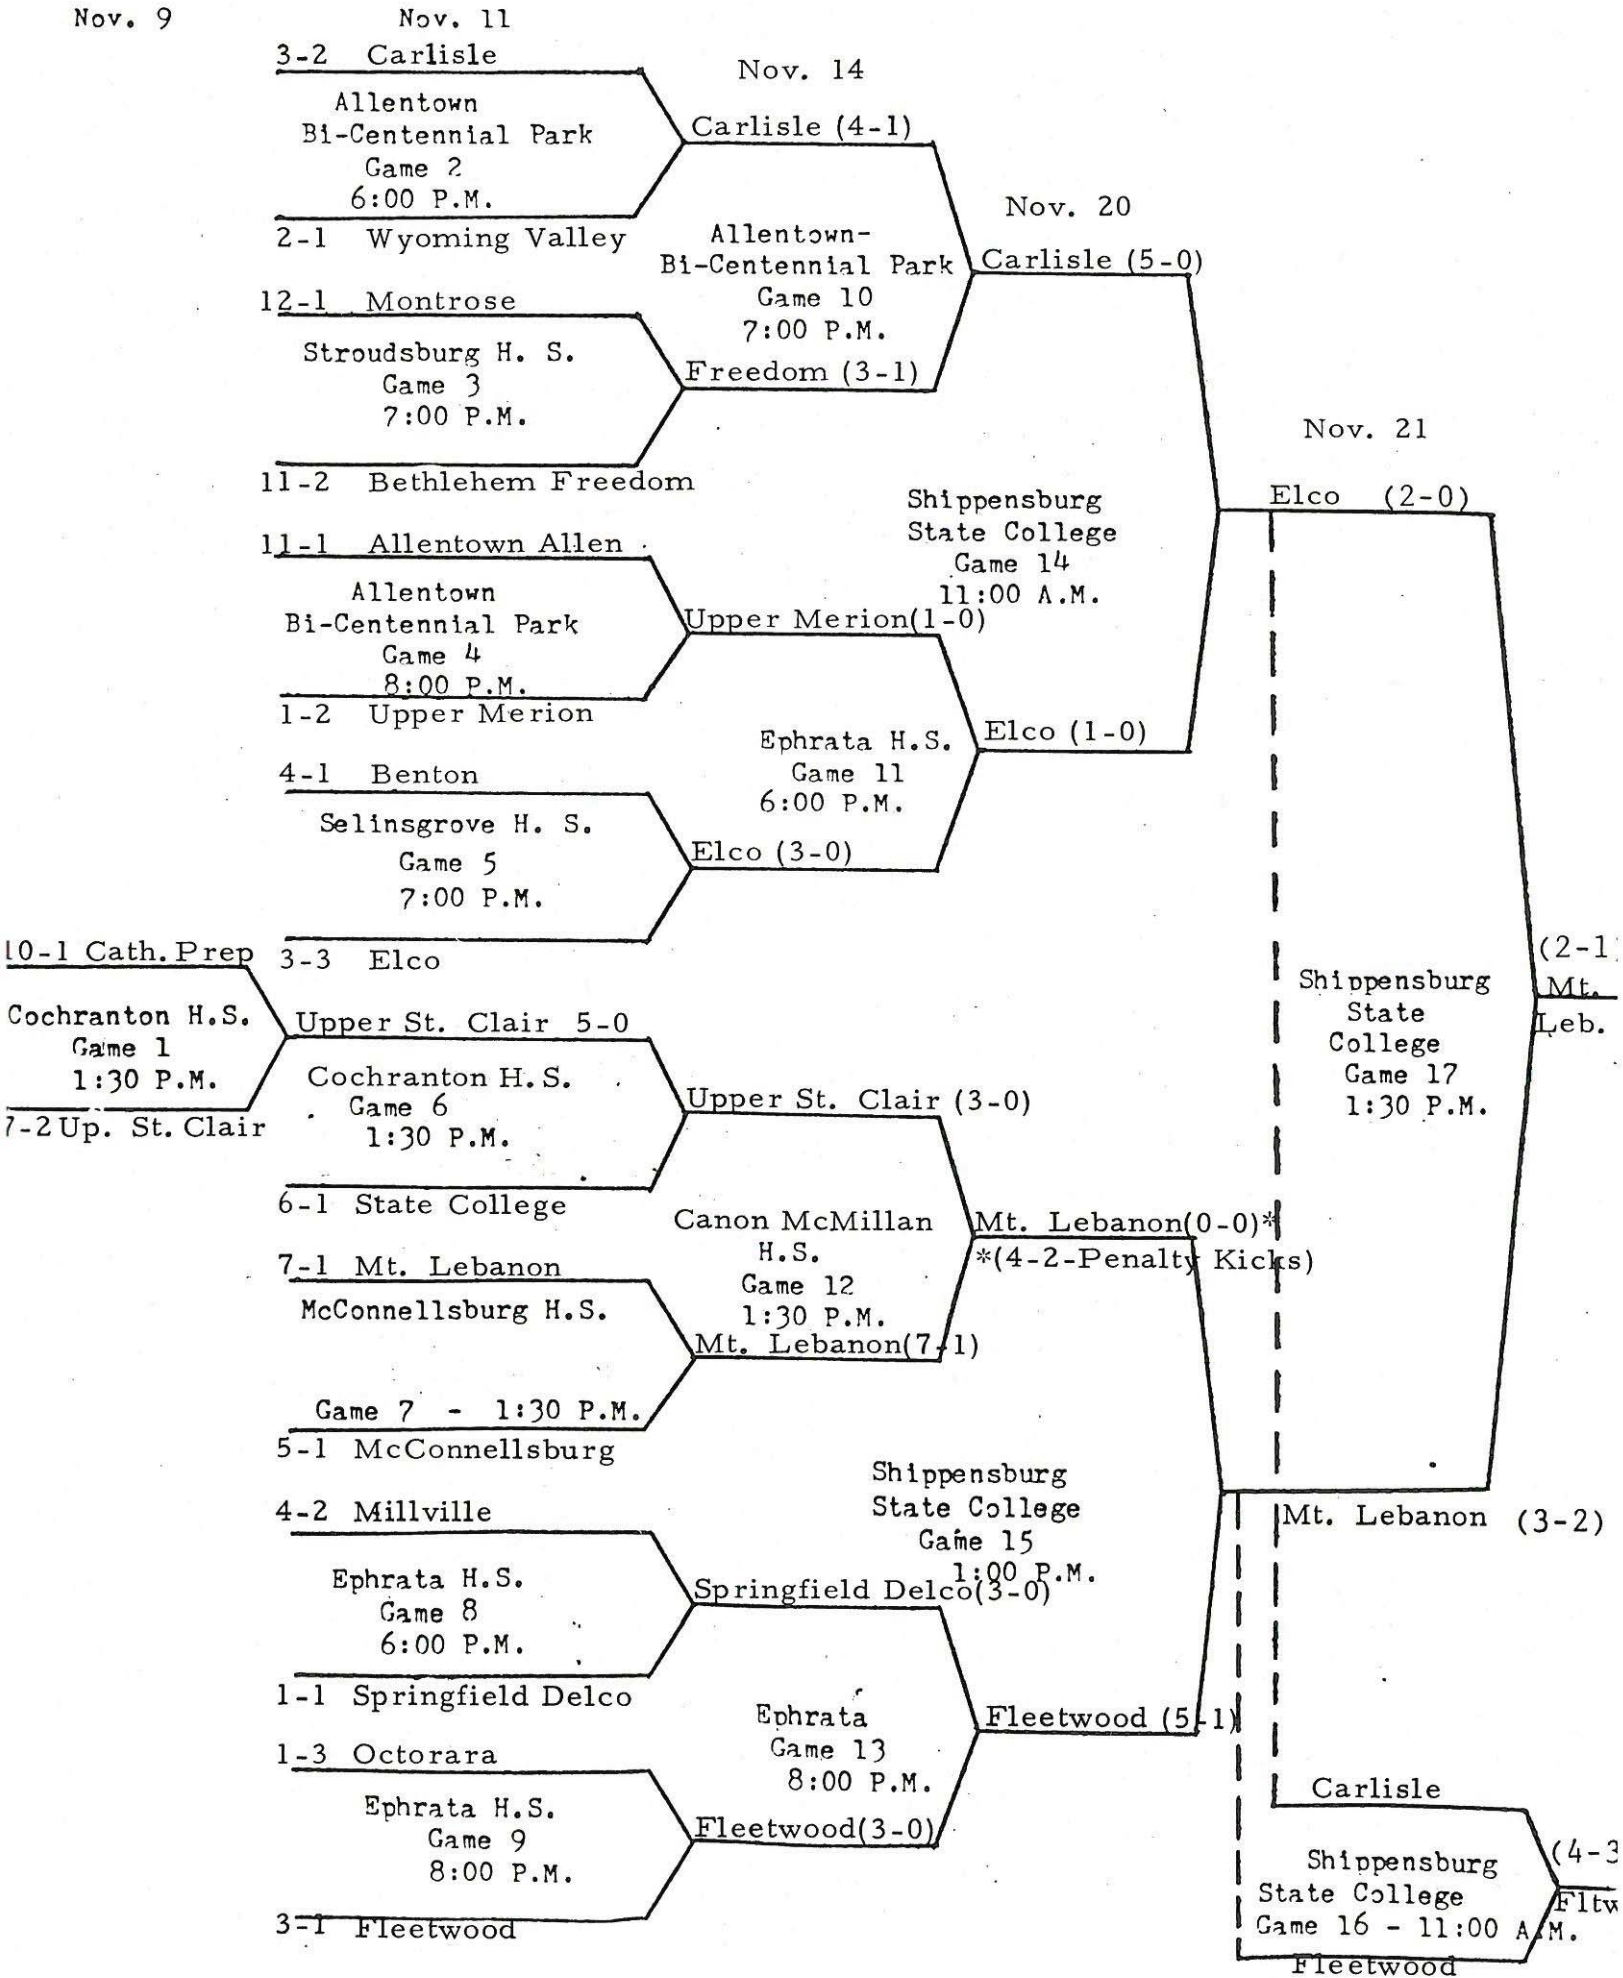 Nov. 9
Nov. 11
3-2 Carlisle
Allentown
Bi-Centennial Park
Game 2
6:00 P.M.
2-1 Wyoming Valley
12-1 Montrose
Stroudsburg H. S.
Game 3
7:00 P.M.
11-2 Bethlehem Freedom
11-1 Allentown Allen
Allentown
Bi-Centennial Park
Game 4
8:00 P.M.
1-2 Upper Merion
4-1 Benton
Selinsgrove H. S.
Game 5
7:00 P.M.
3-3 Elco
10-1 Cath. Prep
Cochranton H.S.
Game 1
1:30 P.M.
7-2 Up. St. Clair
Upper St. Clair 5-0
Cochranton H.S.
Game 6
1:30 P.M.
6-1 State College
7-1 Mt. Lebanon
McConnellsburg H.S.
Game 7 - 1:30 P.M.
5-1 McConnellsburg
4-2 Millville
Ephrata H.S.
Game 8
6:00 P.M.
1-1 Springfield Delco
1-3 Octorara
Ephrata H.S.
Game 9
8:00 P.M.
3-1 Fleetwood
Nov. 14
Carlisle (4-1)
Allentown-
Bi-Centennial Park
Game 10
7:00 P.M.
Freedom (3-1)
Upper Merion(1-0)
Ephrata H.S.
Game 11
6:00 P.M.
Elco (3-0)
Upper St. Clair (3-0)
Canon McMillan
H.S.
Game 12
1:30 P.M.
Mt. Lebanon(7-1)
Springfield Delco(3-0)
Ephrata
Game 13
8:00 P.M.
Fleetwood(3-0)
Nov. 20
Carlisle (5-0)
Shippensburg
State College
Game 14
11:00 A.M.
Elco (1-0)
Mt. Lebanon(0-0)*
*(4-2-Penalty Kicks)
Shippensburg
State College
Game 15
1:00 P.M.
Fleetwood (5-1)
Nov. 21
Elco (2-0)
Shippensburg
State
College
Game 17
1:30 P.M.
Mt. Lebanon (3-2)
(2-1)
Mt.
Leb.
Carlisle
Shippensburg
State College
Game 16 - 11:00 A.M.
Fleetwood
(4-3
Fltw